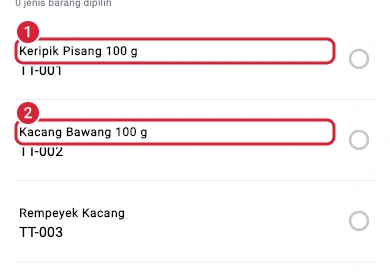 0 jenis barang dipilih
1
Keripik Pisang 100 g
TT-001
2
Kacang Bawang 100 g
TT-002
Rempeyek Kacang
TT-003